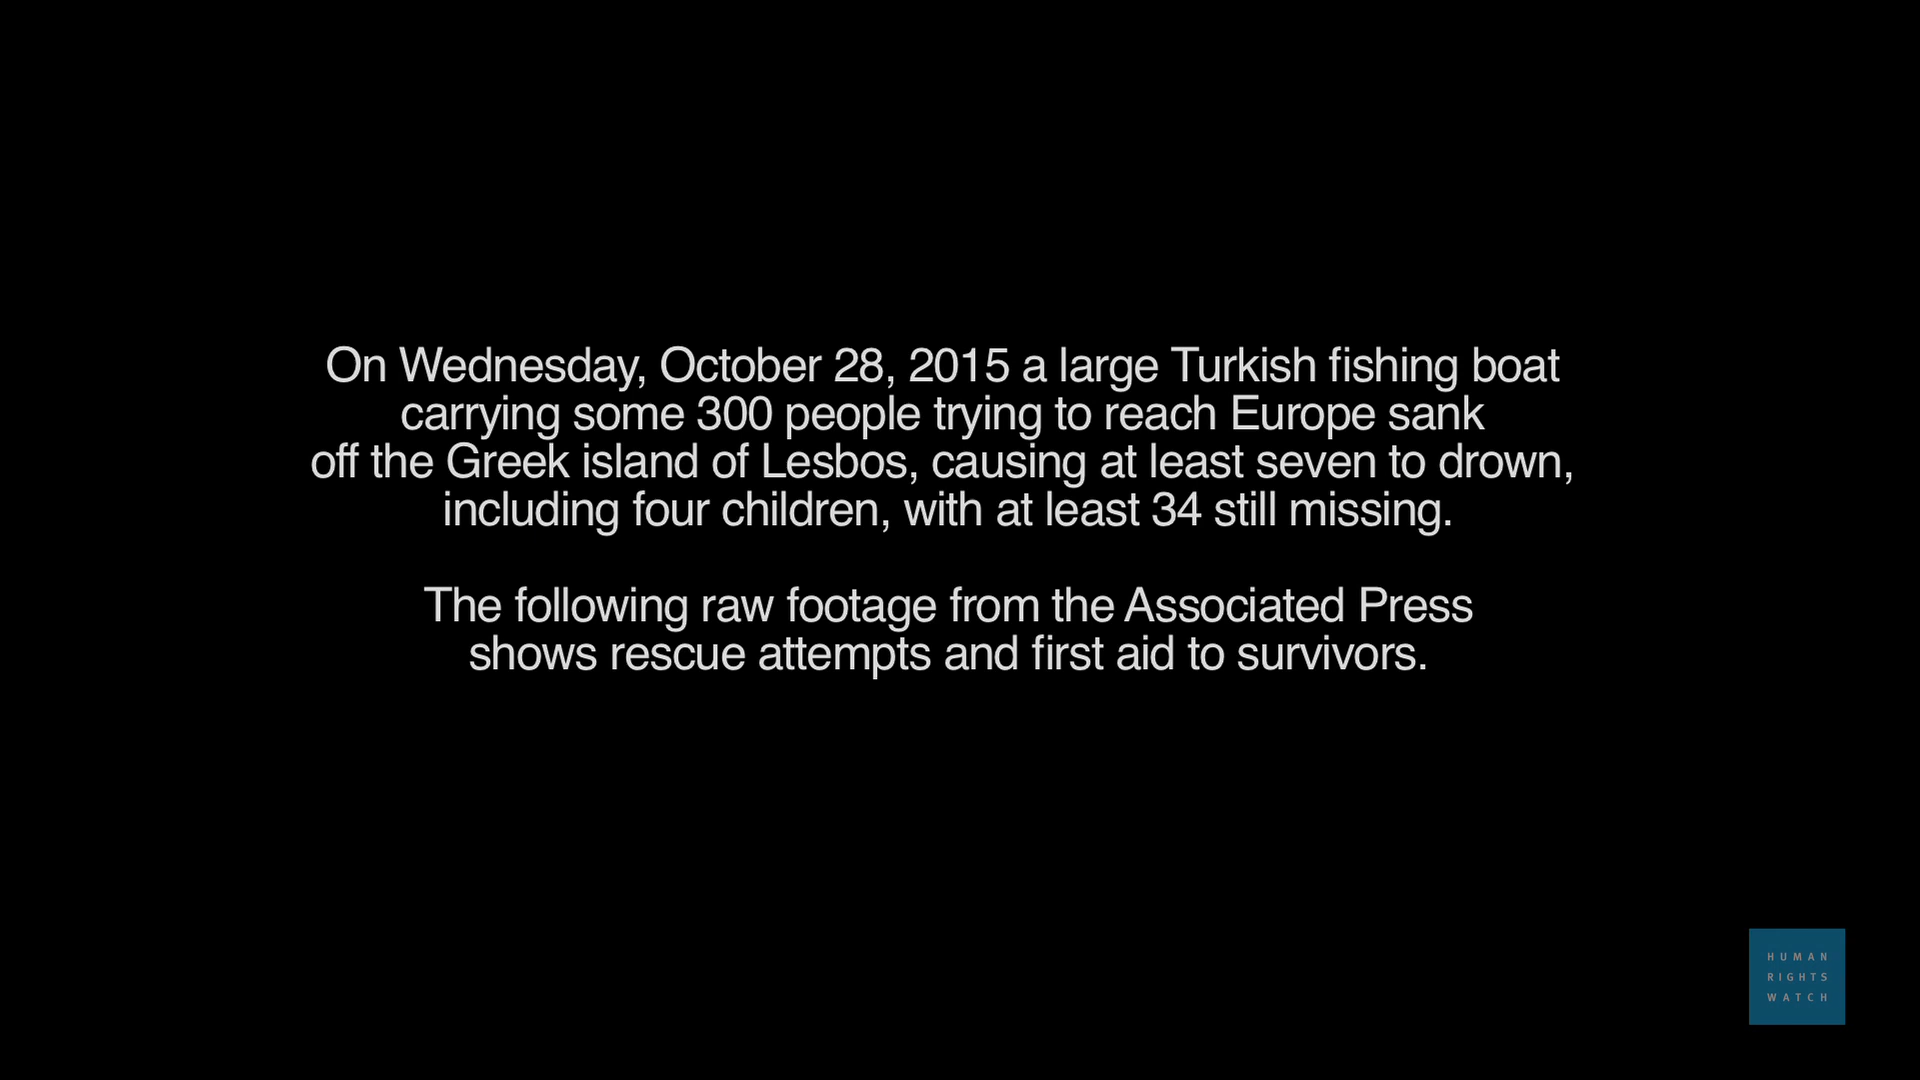 On Wednesday, October 28, 2015 a large Turkish fishing boat
carrying some 300 people trying to reach Europe sank
off the Greek island of Lesbos, causing at least seven to drown,
including four children, with at least 34 still missing.
The following raw footage from the Associated Press
shows rescue attempts and first aid to survivors.
HUMAN
RIGHTS
WATCH